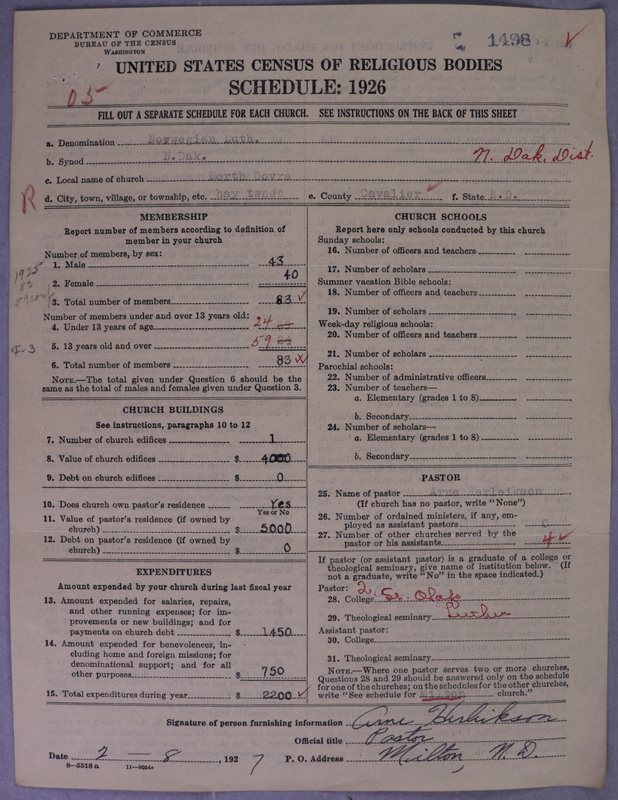 DEPARTMENT OF COMMERCE
BUREAU OF THE CENSUS
WASHINGTON
1498
UNITED STATES CENSUS OF RELIGIOUS BODIES
SCHEDULE: 1926
05
FILL OUT A SEPARATE SCHEDULE FOR EACH CHURCH. SEE INSTRUCTIONS ON THE BACK OF THIS SHEET
a. Denomination Norwegian Luth.
b. Synod N.Dak. N. Dak. Dist.
c. Local name of church North Dovre
R d. City, town, village, or township, etc. hay twnsp e. County Cavalier f. State N.D.
MEMBERSHIP
Report number of members according to definition of member in your church
Number of members, by sex:
1. Male 43
2. Female 40
3. Total number of members 83
Number of members under and over 13 years old:
4. Under 13 years of age 24
5. 13 years old and over 59
6. Total number of members 83
NOTE.—The total given under Question 6 should be the same as the total of males and females given under Question 3.
1925
83
I-3
CHURCH BUILDINGS
See instructions, paragraphs 10 to 12
7. Number of church edifices 1
8. Value of church edifices $ 4000
9. Debt on church edifices $ 0
10. Does church own pastor's residence Yes
Yes or No
11. Value of pastor's residence (if owned by church) $ 5000
12. Debt on pastor's residence (if owned by church) $ 0
EXPENDITURES
Amount expended by your church during last fiscal year
13. Amount expended for salaries, repairs, and other running expenses; for improvements or new buildings; and for payments on church debt $ 1450
14. Amount expended for benevolences, including home and foreign missions; for denominational support; and for all other purposes $ 750
15. Total expenditures during year $ 2200
CHURCH SCHOOLS
Report here only schools conducted by this church
Sunday schools:
16. Number of officers and teachers
17. Number of scholars
Summer vacation Bible schools:
18. Number of officers and teachers
19. Number of scholars
Week-day religious schools:
20. Number of officers and teachers
21. Number of scholars
Parochial schools:
22. Number of administrative officers
23. Number of teachers—
a. Elementary (grades 1 to 8)
b. Secondary
24. Number of scholars—
a. Elementary (grades 1 to 8)
b. Secondary
PASTOR
25. Name of pastor Arne Herleikson
(If church has no pastor, write "None")
26. Number of ordained ministers, if any, employed as assistant pastors 0
27. Number of other churches served by the pastor or his assistants 4
If pastor (or assistant pastor) is a graduate of a college or theological seminary, give name of institution below. (If not a graduate, write "No" in the space indicated.)
Pastor: 2
28. College St. Olafs
29. Theological seminary Luther
Assistant pastor:
30. College
31. Theological seminary
NOTE.—Where one pastor serves two or more churches, Questions 28 and 29 should be answered only on the schedule for one of the churches; on the schedules for the other churches, write "See schedule for church."
Signature of person furnishing information Arne Herleikson
Official title Pastor
Date 2 — 8, 1927 P. O. Address Milton, N. D.
8—5518 a 11—9054